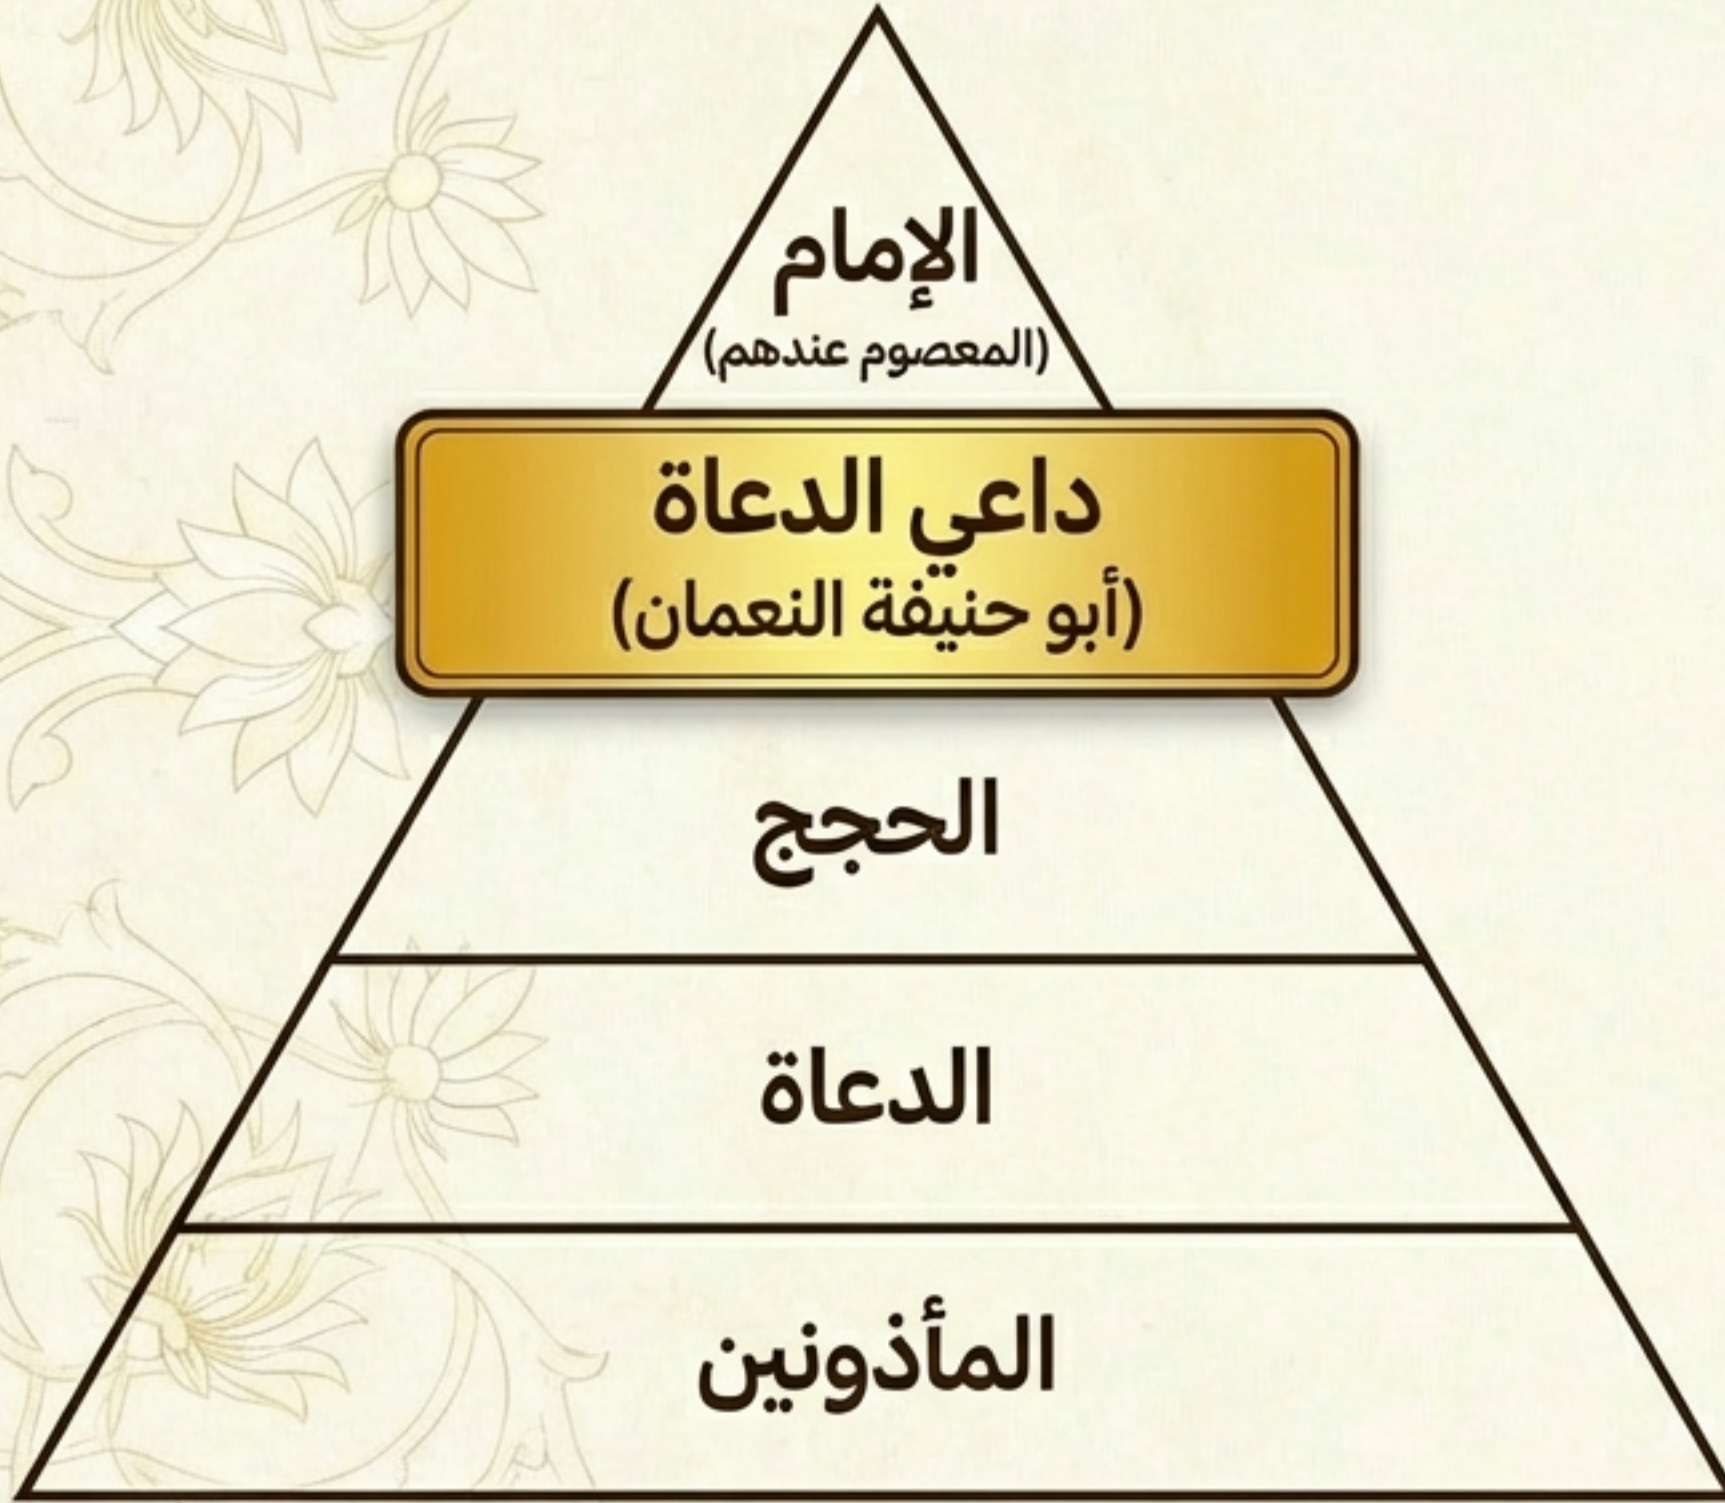 الإمام
(المعصوم عندهم)
داعي الدعاة
(أبو حنيفة النعمان)
الحجج
الدعاة
المأذونين